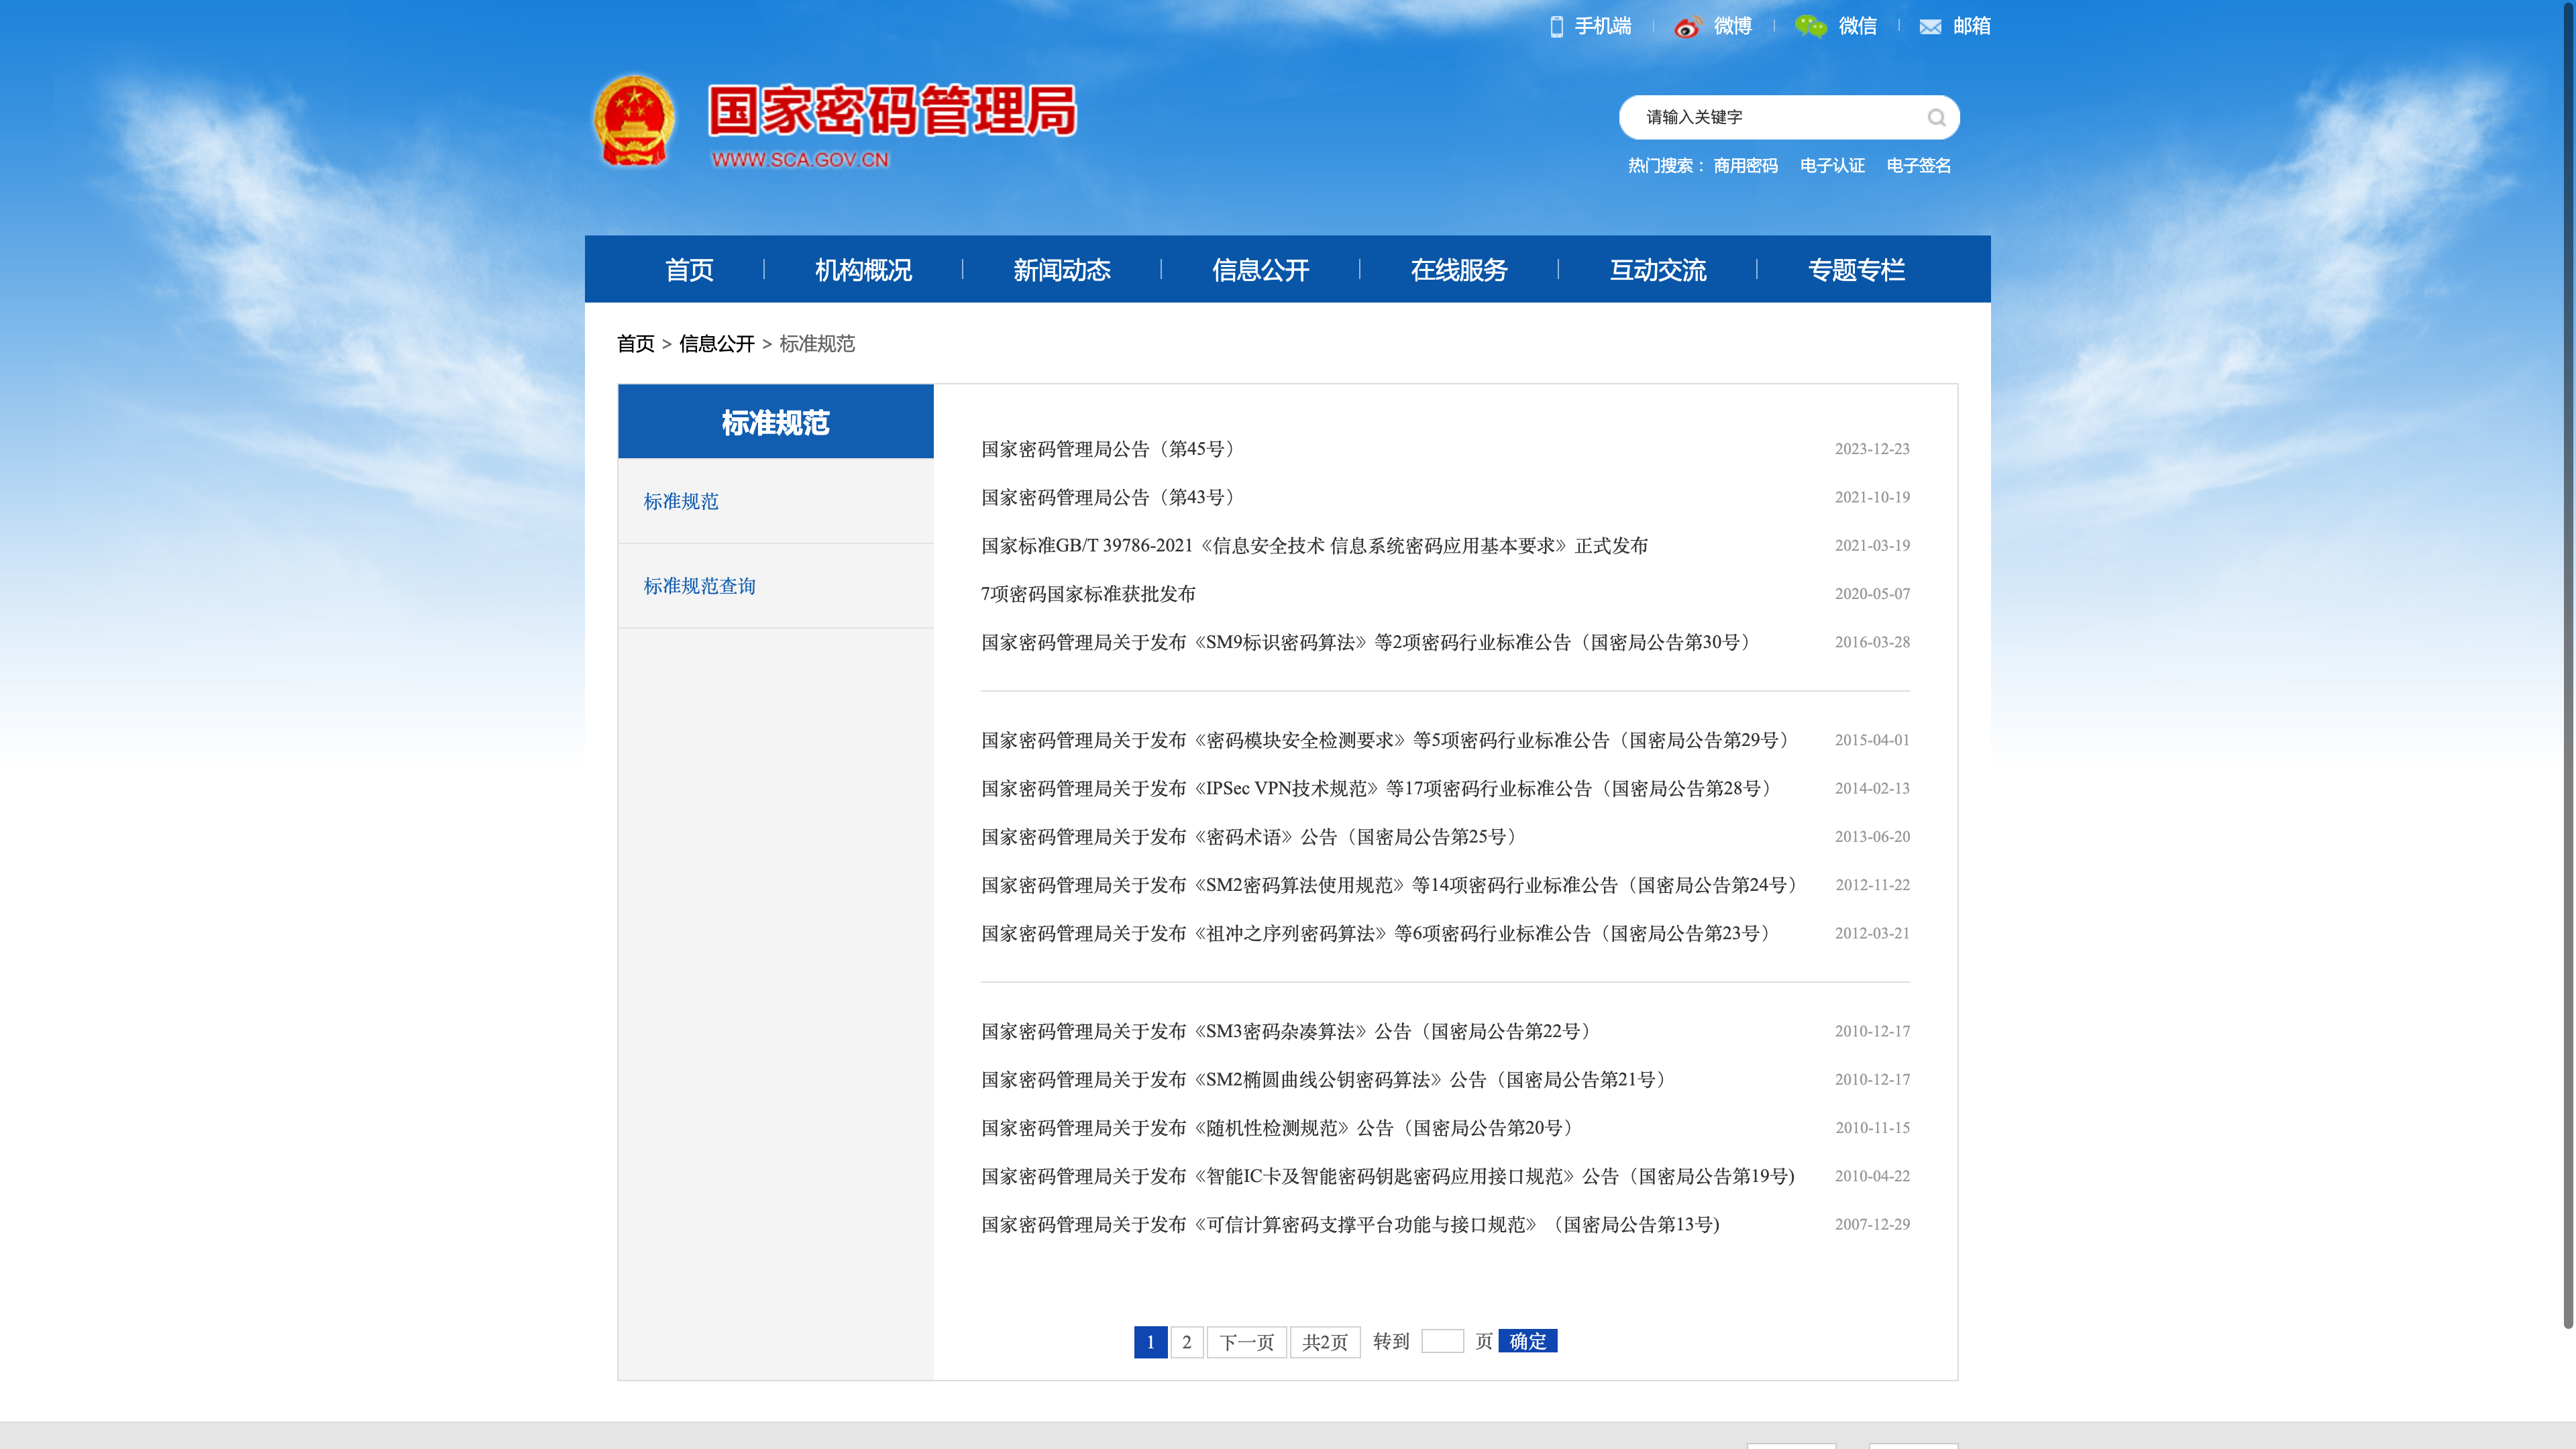 手机端
微博
微信
邮箱
国家密码管理局
WWW.SCA.GOV.CN
请输入关键字
热门搜索： 商用密码 电子认证 电子签名
首页 机构概况 新闻动态 信息公开 在线服务 互动交流 专题专栏
首页 > 信息公开 > 标准规范
标准规范
标准规范
标准规范查询
国家密码管理局公告（第45号） 2023-12-23
国家密码管理局公告（第43号） 2021-10-19
国家标准GB/T 39786-2021《信息安全技术 信息系统密码应用基本要求》正式发布 2021-03-19
7项密码国家标准获批发布 2020-05-07
国家密码管理局关于发布《SM9标识密码算法》等2项密码行业标准公告（国密局公告第30号） 2016-03-28
国家密码管理局关于发布《密码模块安全检测要求》等5项密码行业标准公告（国密局公告第29号） 2015-04-01
国家密码管理局关于发布《IPSec VPN技术规范》等17项密码行业标准公告（国密局公告第28号） 2014-02-13
国家密码管理局关于发布《密码术语》公告（国密局公告第25号） 2013-06-20
国家密码管理局关于发布《SM2密码算法使用规范》等14项密码行业标准公告（国密局公告第24号） 2012-11-22
国家密码管理局关于发布《祖冲之序列密码算法》等6项密码行业标准公告（国密局公告第23号） 2012-03-21
国家密码管理局关于发布《SM3密码杂凑算法》公告（国密局公告第22号） 2010-12-17
国家密码管理局关于发布《SM2椭圆曲线公钥密码算法》公告（国密局公告第21号） 2010-12-17
国家密码管理局关于发布《随机性检测规范》公告（国密局公告第20号） 2010-11-15
国家密码管理局关于发布《智能IC卡及智能密码钥匙密码应用接口规范》公告（国密局公告第19号) 2010-04-22
国家密码管理局关于发布《可信计算密码支撑平台功能与接口规范》（国密局公告第13号) 2007-12-29
1 2 下一页 共2页 转到 页 确定